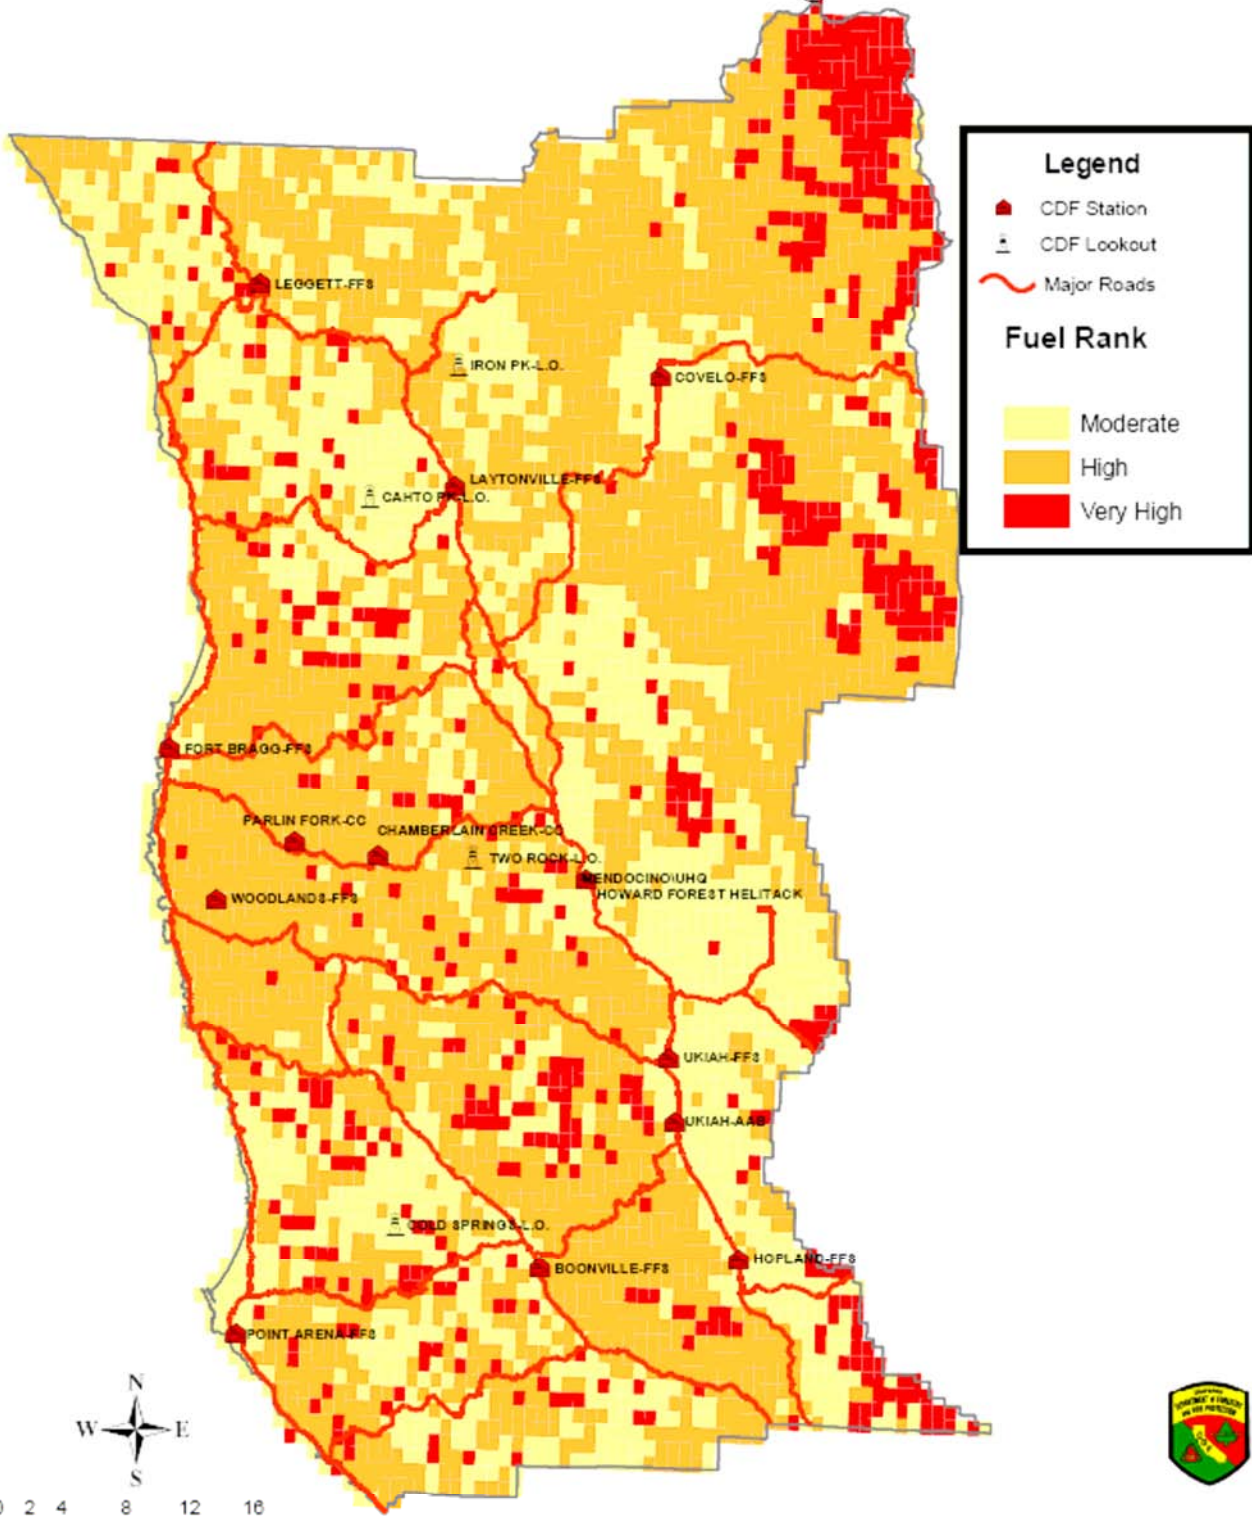 Legend
CDF Station
CDF Lookout
Major Roads
Fuel Rank
Moderate
High
Very High
LEGGETT-FFS
IRON PK-L.O.
COVELO-FFS
LAYTONVILLE-FFS
CAHTO PK-L.O.
FORT BRAGG-FFS
PARLIN FORK-CC
CHAMBERLAIN CREEK-CC
TWO ROCK-L.O.
MENDOCINO\UHQ
HOWARD FOREST HELITACK
WOODLANDS-FFS
UKIAH-FFS
UKIAH-AAB
COLD SPRINGS-L.O.
BOONVILLE-FFS
HOPLAND-FFS
POINT ARENA-FFS
N
W E
S
0 2 4 8 12 16